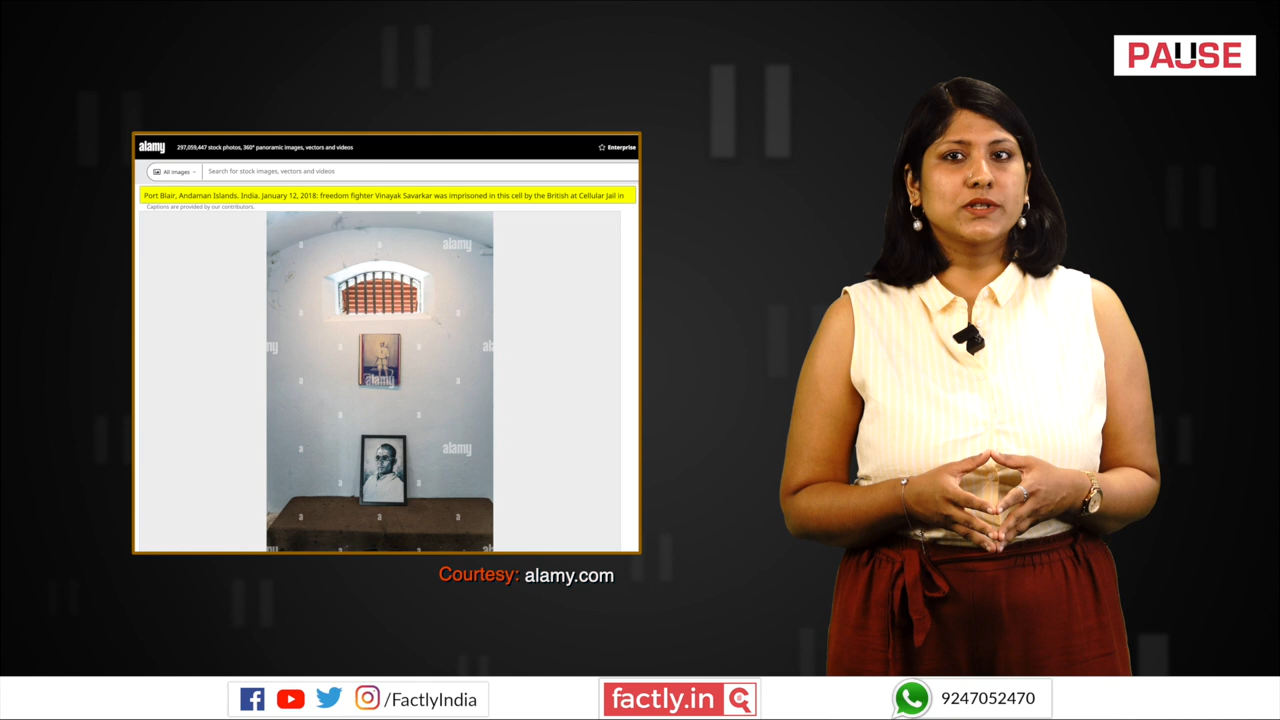 PAUSE
alamy
297,059,447 stock photos, 360° panoramic images, vectors and videos
Enterprise
All images
Search for stock images, vectors and videos
Port Blair, Andaman Islands, India, January 12, 2018: freedom fighter Vinayak Savarkar was imprisoned in this cell by the British at Cellular Jail in
Captions are provided by our contributors.
a
a
alamy
a
a
a
alamy
a
a
a
alamy
a
a
a
a
a
a
Courtesy: alamy.com
/FactlyIndia
factly.in
9247052470